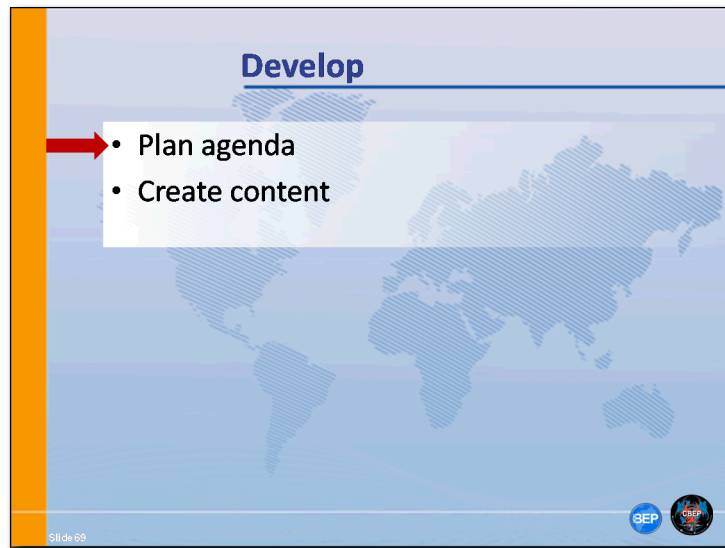 Develop
• Plan agenda
• Create content
Slide 69
BEP
CBEP